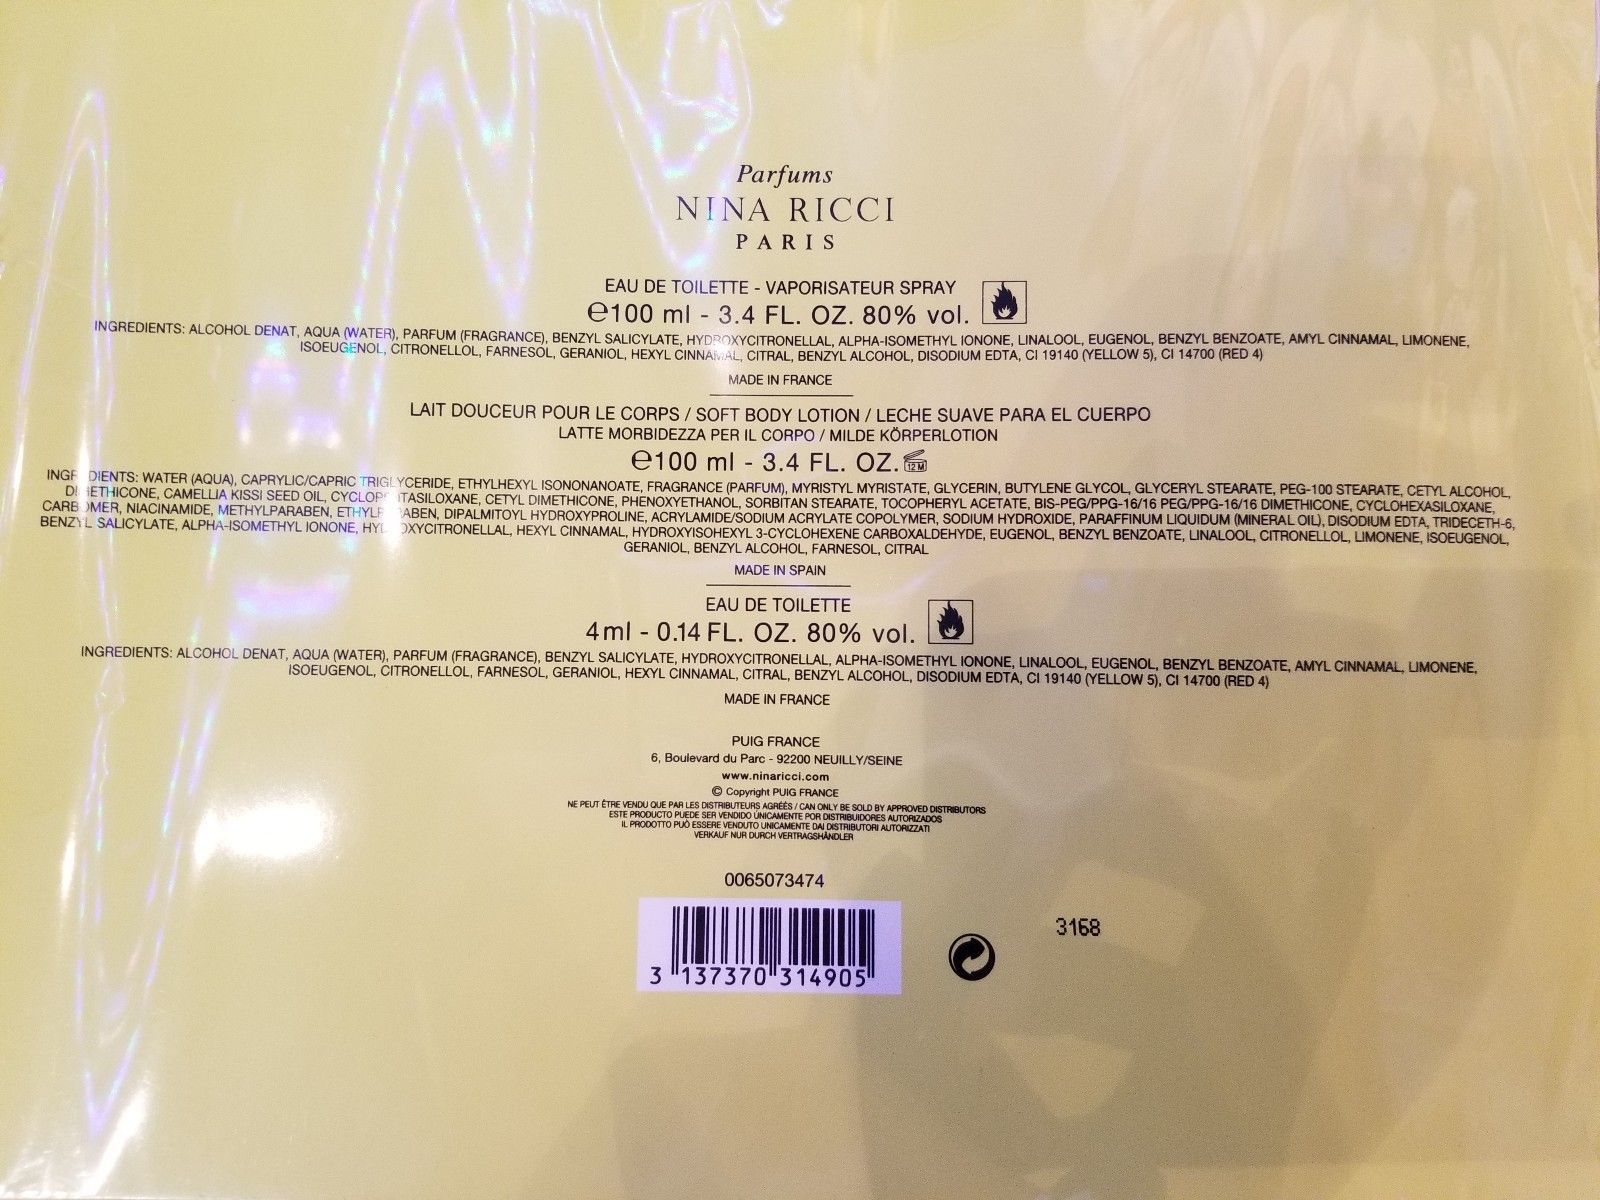 Parfums
NINA RICCI
PARIS
EAU DE TOILETTE - VAPORISATEUR SPRAY
℮100 ml - 3.4 FL. OZ. 80% vol.
INGREDIENTS: ALCOHOL DENAT, AQUA (WATER), PARFUM (FRAGRANCE), BENZYL SALICYLATE, HYDROXYCITRONELLAL, ALPHA-ISOMETHYL IONONE, LINALOOL, EUGENOL, BENZYL BENZOATE, AMYL CINNAMAL, LIMONENE,
ISOEUGENOL, CITRONELLOL, FARNESOL, GERANIOL, HEXYL CINNAMAL, CITRAL, BENZYL ALCOHOL, DISODIUM EDTA, CI 19140 (YELLOW 5), CI 14700 (RED 4)
MADE IN FRANCE
LAIT DOUCEUR POUR LE CORPS / SOFT BODY LOTION / LECHE SUAVE PARA EL CUERPO
LATTE MORBIDEZZA PER IL CORPO / MILDE KÖRPERLOTION
℮100 ml - 3.4 FL. OZ. 12 M
INGREDIENTS: WATER (AQUA), CAPRYLIC/CAPRIC TRIGLYCERIDE, ETHYLHEXYL ISONONANOATE, FRAGRANCE (PARFUM), MYRISTYL MYRISTATE, GLYCERIN, BUTYLENE GLYCOL, GLYCERYL STEARATE, PEG-100 STEARATE, CETYL ALCOHOL,
DIMETHICONE, CAMELLIA KISSI SEED OIL, CYCLOPENTASILOXANE, CETYL DIMETHICONE, PHENOXYETHANOL, SORBITAN STEARATE, TOCOPHERYL ACETATE, BIS-PEG/PPG-16/16 PEG/PPG-16/16 DIMETHICONE, CYCLOHEXASILOXANE,
CARBOMER, NIACINAMIDE, METHYLPARABEN, ETHYLPARABEN, DIPALMITOYL HYDROXYPROLINE, ACRYLAMIDE/SODIUM ACRYLATE COPOLYMER, SODIUM HYDROXIDE, PARAFFINUM LIQUIDUM (MINERAL OIL), DISODIUM EDTA, TRIDECETH-6,
BENZYL SALICYLATE, ALPHA-ISOMETHYL IONONE, HYDROXYCITRONELLAL, HEXYL CINNAMAL, HYDROXYISOHEXYL 3-CYCLOHEXENE CARBOXALDEHYDE, EUGENOL, BENZYL BENZOATE, LINALOOL, CITRONELLOL, LIMONENE, ISOEUGENOL,
GERANIOL, BENZYL ALCOHOL, FARNESOL, CITRAL
MADE IN SPAIN
EAU DE TOILETTE
4ml - 0.14 FL. OZ. 80% vol.
INGREDIENTS: ALCOHOL DENAT, AQUA (WATER), PARFUM (FRAGRANCE), BENZYL SALICYLATE, HYDROXYCITRONELLAL, ALPHA-ISOMETHYL IONONE, LINALOOL, EUGENOL, BENZYL BENZOATE, AMYL CINNAMAL, LIMONENE,
ISOEUGENOL, CITRONELLOL, FARNESOL, GERANIOL, HEXYL CINNAMAL, CITRAL, BENZYL ALCOHOL, DISODIUM EDTA, CI 19140 (YELLOW 5), CI 14700 (RED 4)
MADE IN FRANCE
PUIG FRANCE
6, Boulevard du Parc - 92200 NEUILLY/SEINE
www.ninaricci.com
© Copyright PUIG FRANCE
NE PEUT ÊTRE VENDU QUE PAR LES DISTRIBUTEURS AGRÉÉS / CAN ONLY BE SOLD BY APPROVED DISTRIBUTORS
ESTE PRODUCTO PUEDE SER VENDIDO ÚNICAMENTE POR DISTRIBUIDORES AUTORIZADOS
IL PRODOTTO PUÒ ESSERE VENDUTO UNICAMENTE DAI DISTRIBUTORI AUTORIZZATI
VERKAUF NUR DURCH VERTRAGSHÄNDLER
0065073474
3168
3 137370 314905